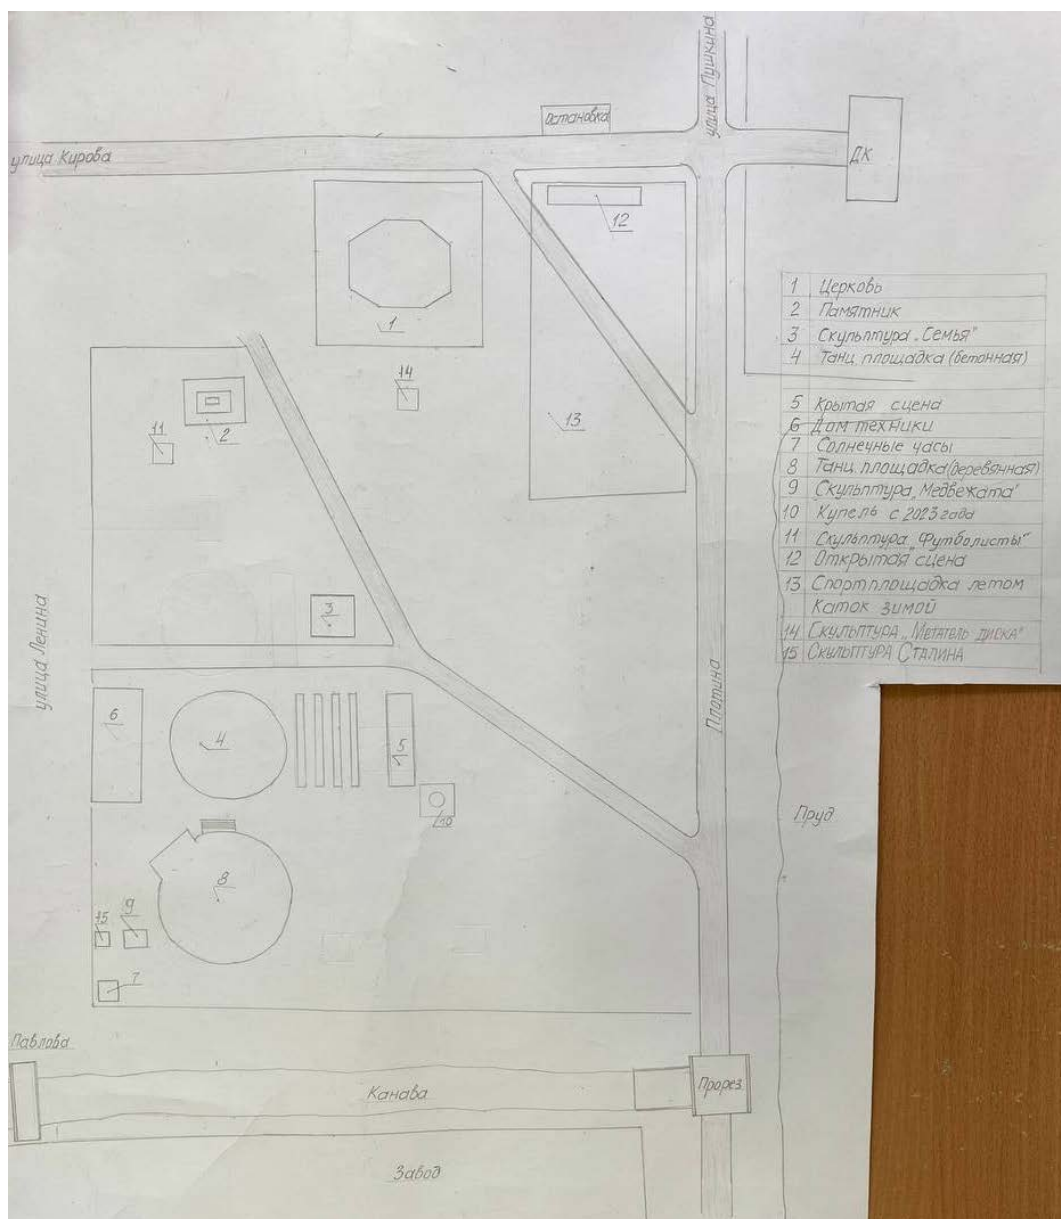 улица Пушкина
Остановка
улица Кирова
ДК
12
1
14
13
11
2
3
улица Ленина
Плотина
6
4
5
10
Пруд
8
15
9
7
Павлова
Канава
Прорез
Завод
1 Церковь
2 Памятник
3 Скульптура „Семья"
4 Танц. площадка (бетонная)
5 Крытая сцена
6 Дом техники
7 Солнечные часы
8 Танц. площадка (деревянная)
9 Скульптура „Медвежата"
10 Купель с 2023 года
11 Скульптура „Футболисты"
12 Открытая сцена
13 Спортплощадка летом
Каток зимой
14 Скульптура „Метатель диска"
15 Скульптура Сталина